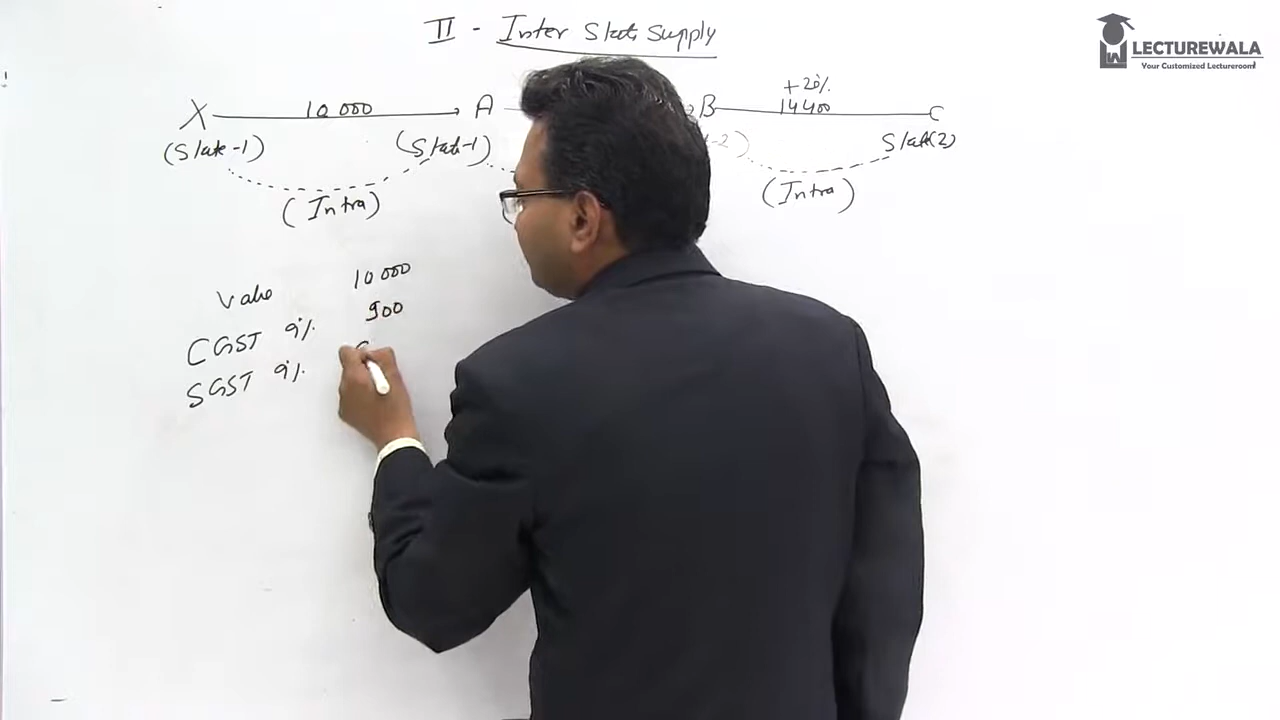 II - Inter State Supply
LECTUREWALA
Your Customized Lectureroom
X 10 000 A B +20% 14400 C
(State-1) (State-1) -2) State(2)
(Intra) (Intra)
Value 10 000
CGST 9% 900
SGST 9%